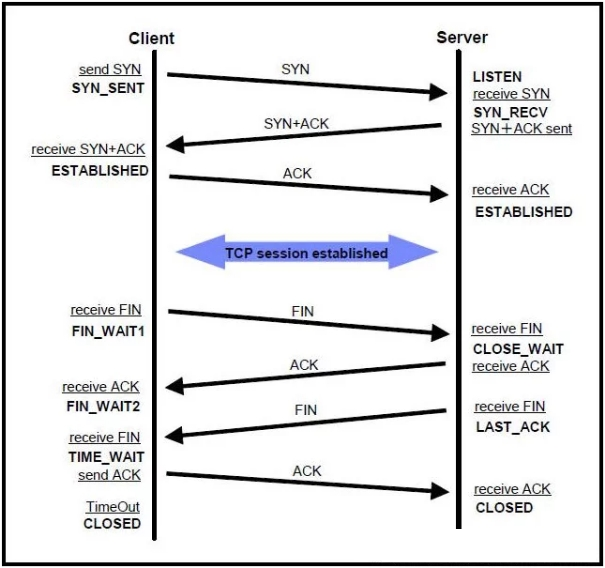 Client
Server
send SYN
SYN_SENT
SYN
LISTEN
receive SYN
SYN_RECV
SYN+ACK sent
SYN+ACK
receive SYN+ACK
ESTABLISHED
ACK
receive ACK
ESTABLISHED
TCP session established
receive FIN
FIN_WAIT1
FIN
receive FIN
CLOSE_WAIT
receive ACK
ACK
receive ACK
FIN_WAIT2
FIN
receive FIN
LAST_ACK
receive FIN
TIME_WAIT
send ACK
ACK
receive ACK
CLOSED
TimeOut
CLOSED